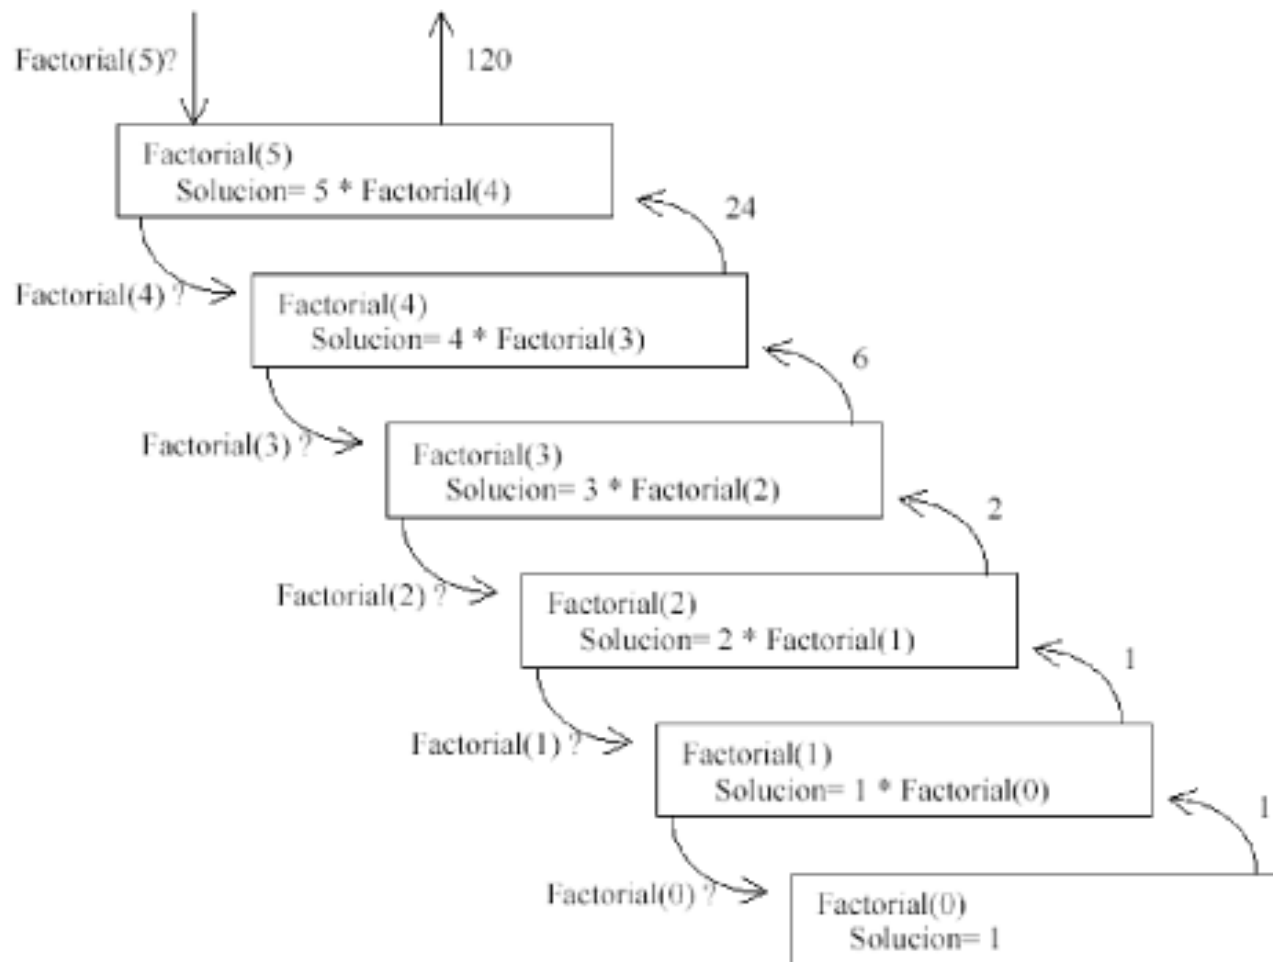 Factorial(5)?
120
Factorial(5)
Solucion= 5 * Factorial(4)
24
Factorial(4) ?
Factorial(4)
Solucion= 4 * Factorial(3)
6
Factorial(3) ?
Factorial(3)
Solucion= 3 * Factorial(2)
2
Factorial(2) ?
Factorial(2)
Solucion= 2 * Factorial(1)
1
Factorial(1) ?
Factorial(1)
Solucion= 1 * Factorial(0)
1
Factorial(0) ?
Factorial(0)
Solucion= 1